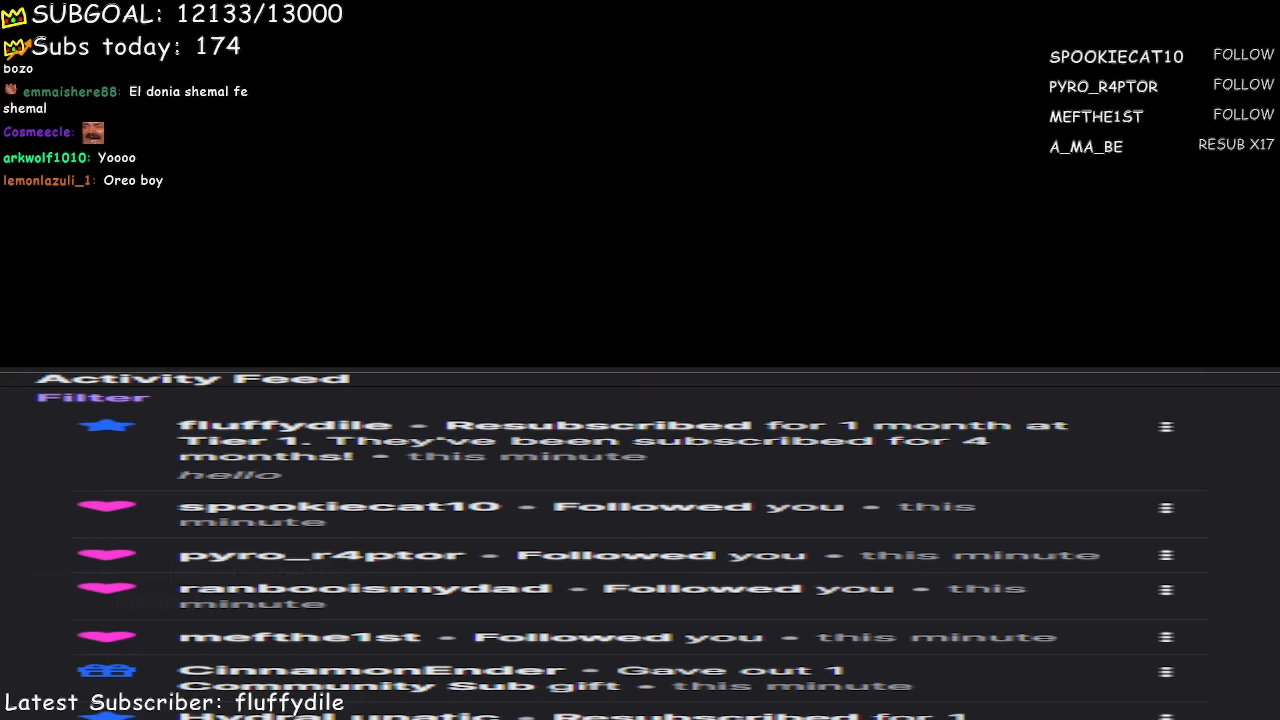 SUBGOAL: 12133/13000
Subs today: 174
bozo
emmaishere88: El donia shemal fe
shemal
Cosmeecle:
arkwolf1010: Yoooo
lemonlazuli_1: Oreo boy
SPOOKIECAT10 FOLLOW
PYRO_R4PTOR FOLLOW
MEFTHE1ST FOLLOW
A_MA_BE RESUB X17
Activity Feed
Filter
fluffydile • Resubscribed for 1 month at
Tier 1. They've been subscribed for 4
months! • this minute
hello
spookiecat10 • Followed you • this
minute
pyro_r4ptor • Followed you • this minute
ranbooismydad • Followed you • this
minute
mefthe1st • Followed you • this minute
CinnamonEnder • Gave out 1
Community Sub gift • this minute
Latest Subscriber: fluffydile
Resubscribed for 1